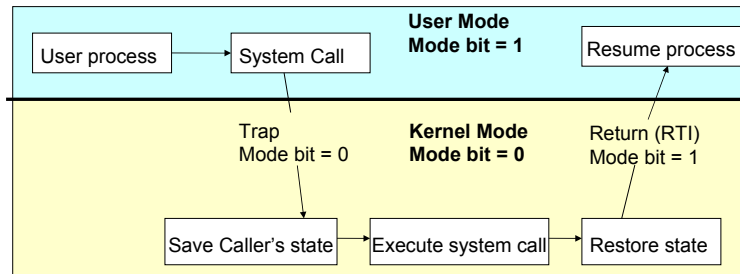 User Mode
Mode bit = 1
User process
System Call
Resume process
Trap
Mode bit = 0
Kernel Mode
Mode bit = 0
Return (RTI)
Mode bit = 1
Save Caller's state
Execute system call
Restore state